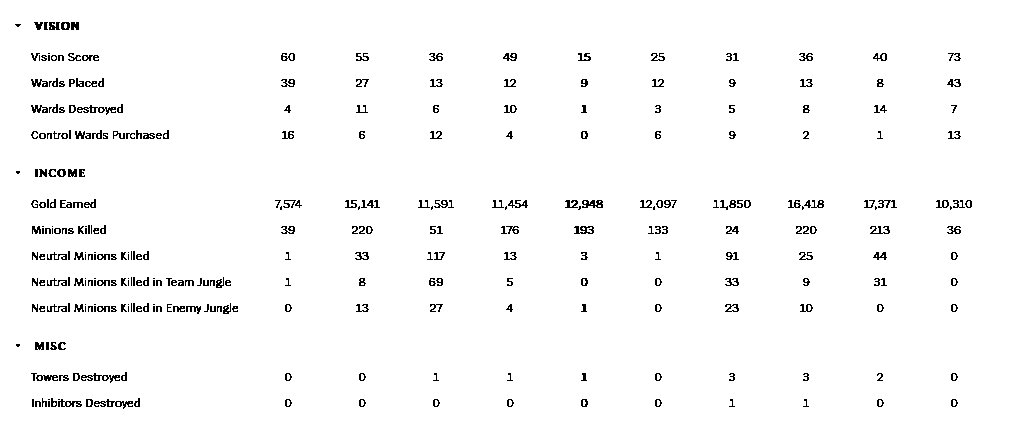 VISION
Vision Score 60 55 36 49 15 25 31 36 40 73
Wards Placed 39 27 13 12 9 12 9 13 8 43
Wards Destroyed 4 11 6 10 1 3 5 8 14 7
Control Wards Purchased 16 6 12 4 0 6 9 2 1 13
INCOME
Gold Earned 7,574 15,141 11,591 11,454 12,948 12,097 11,850 16,418 17,371 10,310
Minions Killed 39 220 51 176 193 133 24 220 213 36
Neutral Minions Killed 1 33 117 13 3 1 91 25 44 0
Neutral Minions Killed in Team Jungle 1 8 69 5 0 0 33 9 31 0
Neutral Minions Killed in Enemy Jungle 0 13 27 4 1 0 23 10 0 0
MISC
Towers Destroyed 0 0 1 1 1 0 3 3 2 0
Inhibitors Destroyed 0 0 0 0 0 0 1 1 0 0